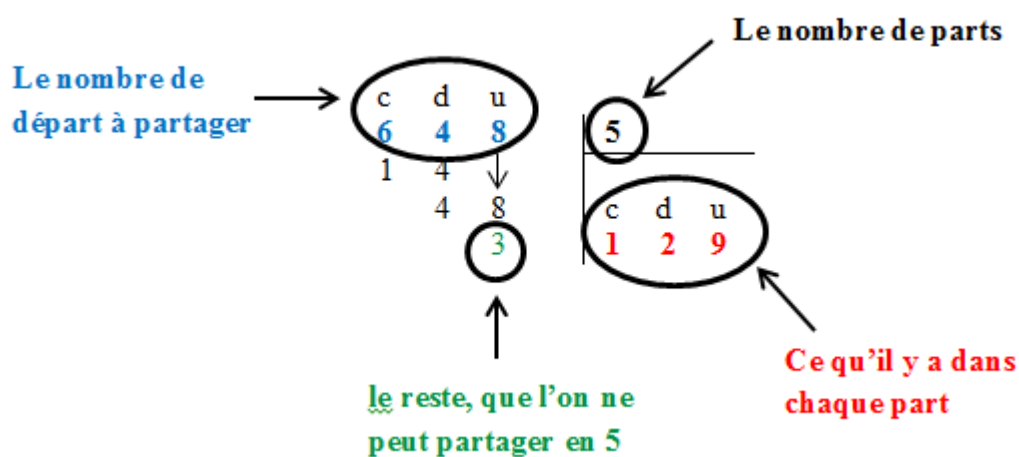 Le nombre de parts
Le nombre de
départ à partager
c d u
6 4 8
1 4
4 8
3
5
c d u
1 2 9
Ce qu'il y a dans
chaque part
le reste, que l'on ne
peut partager en 5